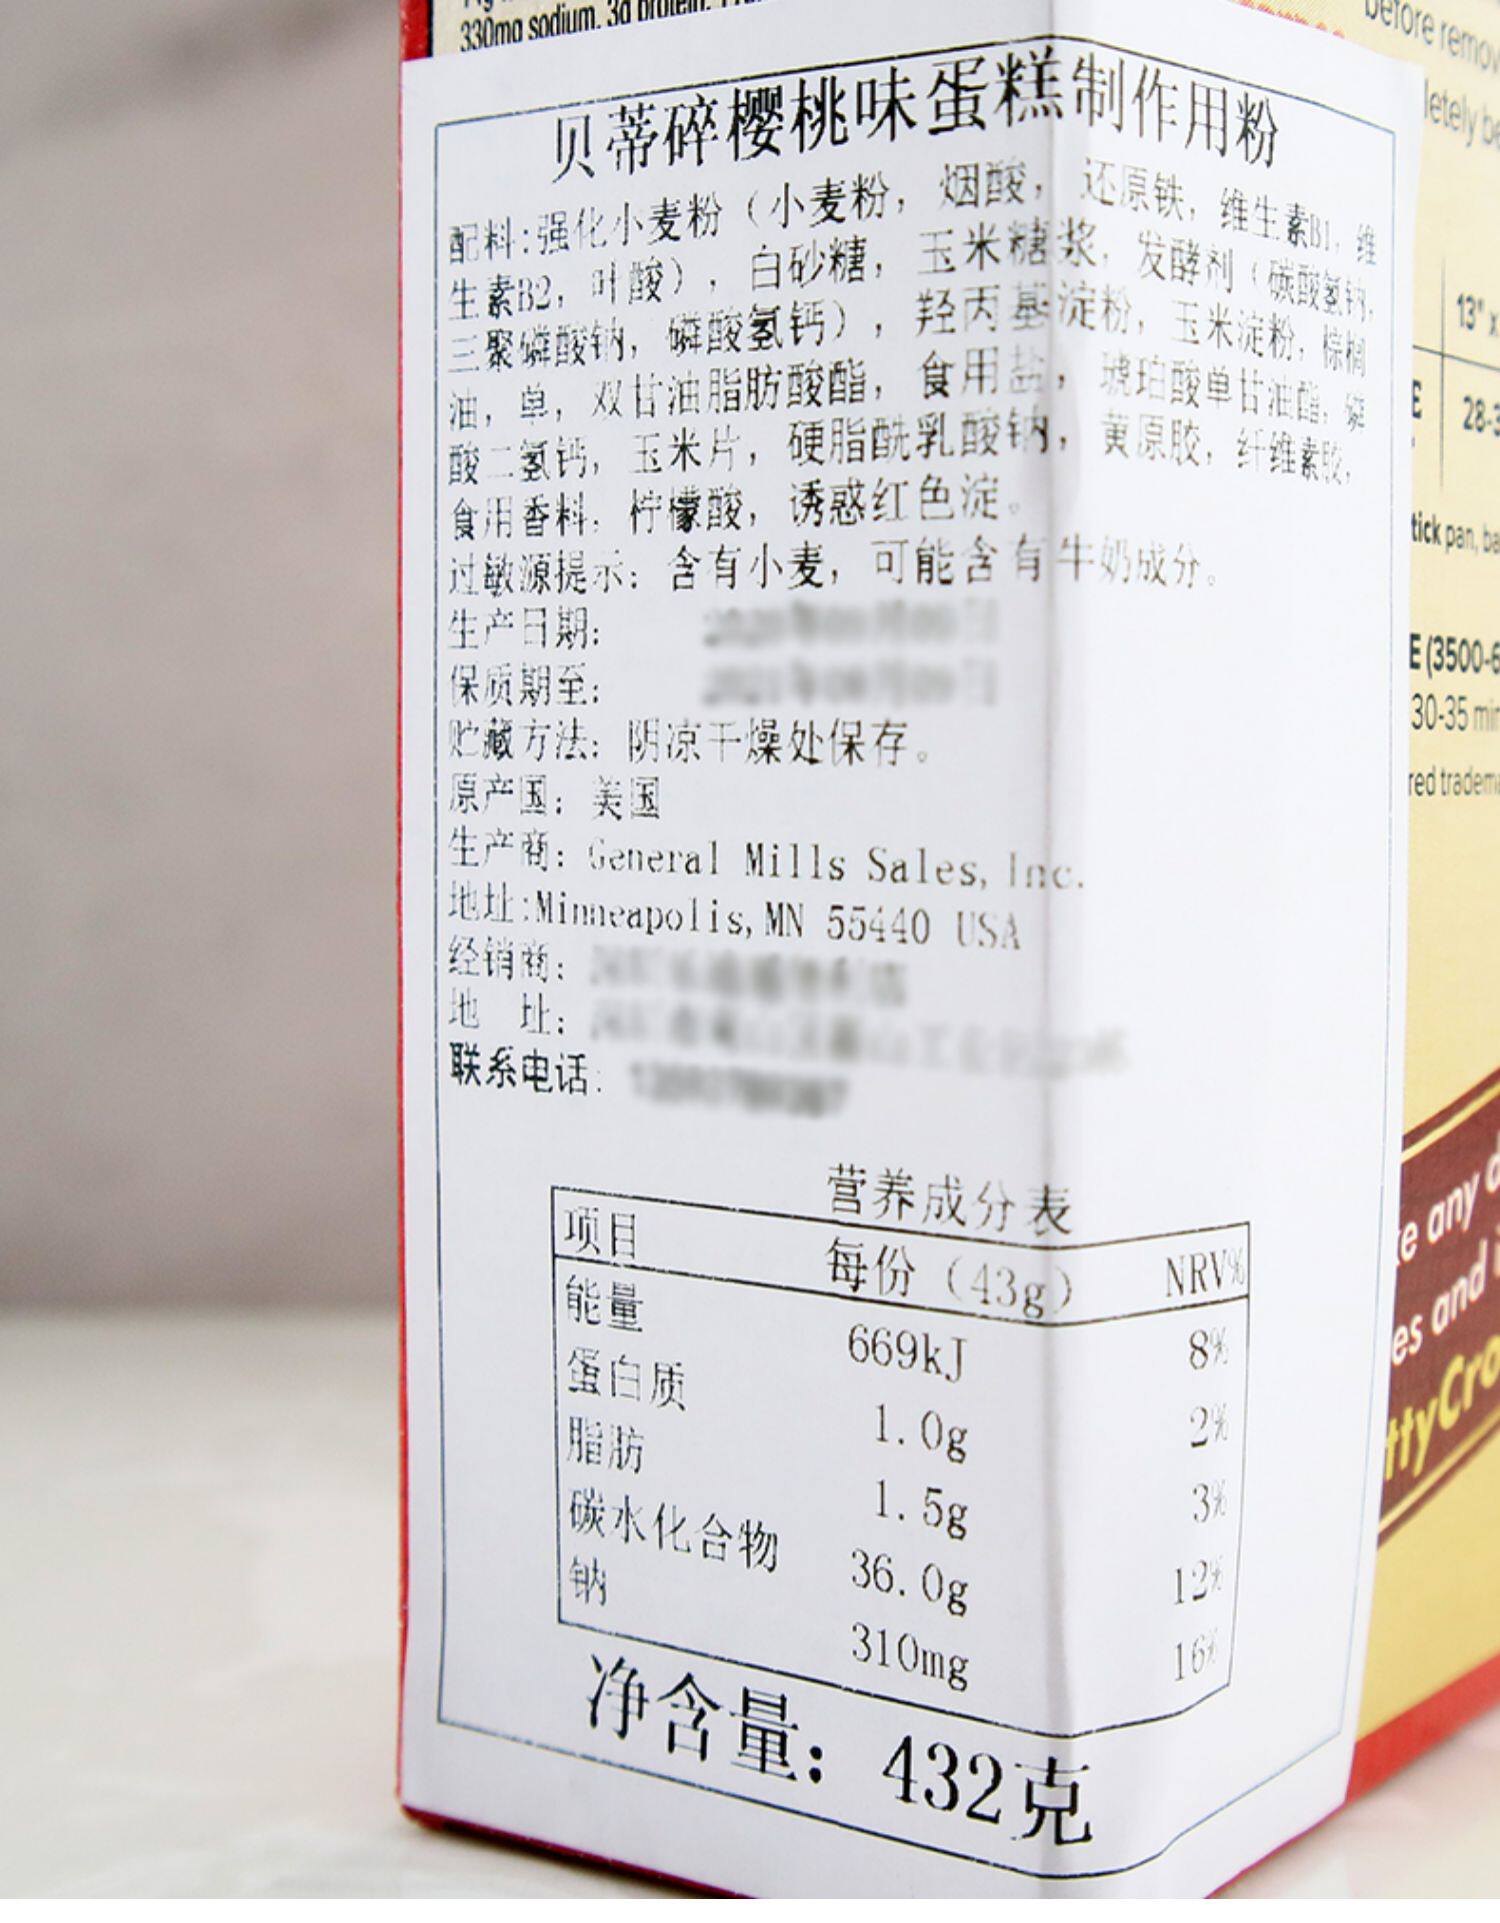 330mg sodium, 3g protein.
before remov
letely be
贝蒂碎樱桃味蛋糕制作用粉
配料:强化小麦粉（小麦粉，烟酸，还原铁，维生素B1，维
生素B2，叶酸），白砂糖，玉米糖浆，发酵剂（碳酸氢钠，
三聚磷酸钠，磷酸氢钙），羟丙基淀粉，玉米淀粉，棕榈
油，单，双甘油脂肪酸酯，食用盐，琥珀酸单甘油酯，磷
酸二氢钙，玉米片，硬脂酰乳酸钠，黄原胶，纤维素胶，
食用香料，柠檬酸，诱惑红色淀。
过敏源提示：含有小麦，可能含有牛奶成分。
生产日期：
保质期至：
贮藏方法：阴凉干燥处保存。
原产国：美国
生产商：General Mills Sales,Inc.
地址:Minneapolis,MN 55440 USA
经销商：
地 址：
联系电话：
营养成分表
项目 每份（43g） NRV%
能量 669kJ 8%
蛋白质 1.0g 2%
脂肪 1.5g 3%
碳水化合物 36.0g 12%
钠 310mg 16%
净含量：432克
13" x
E 28-3
tick pan, ba
E (3500-6
30-35 min
red tradema
ke any d
es and
ttyCro